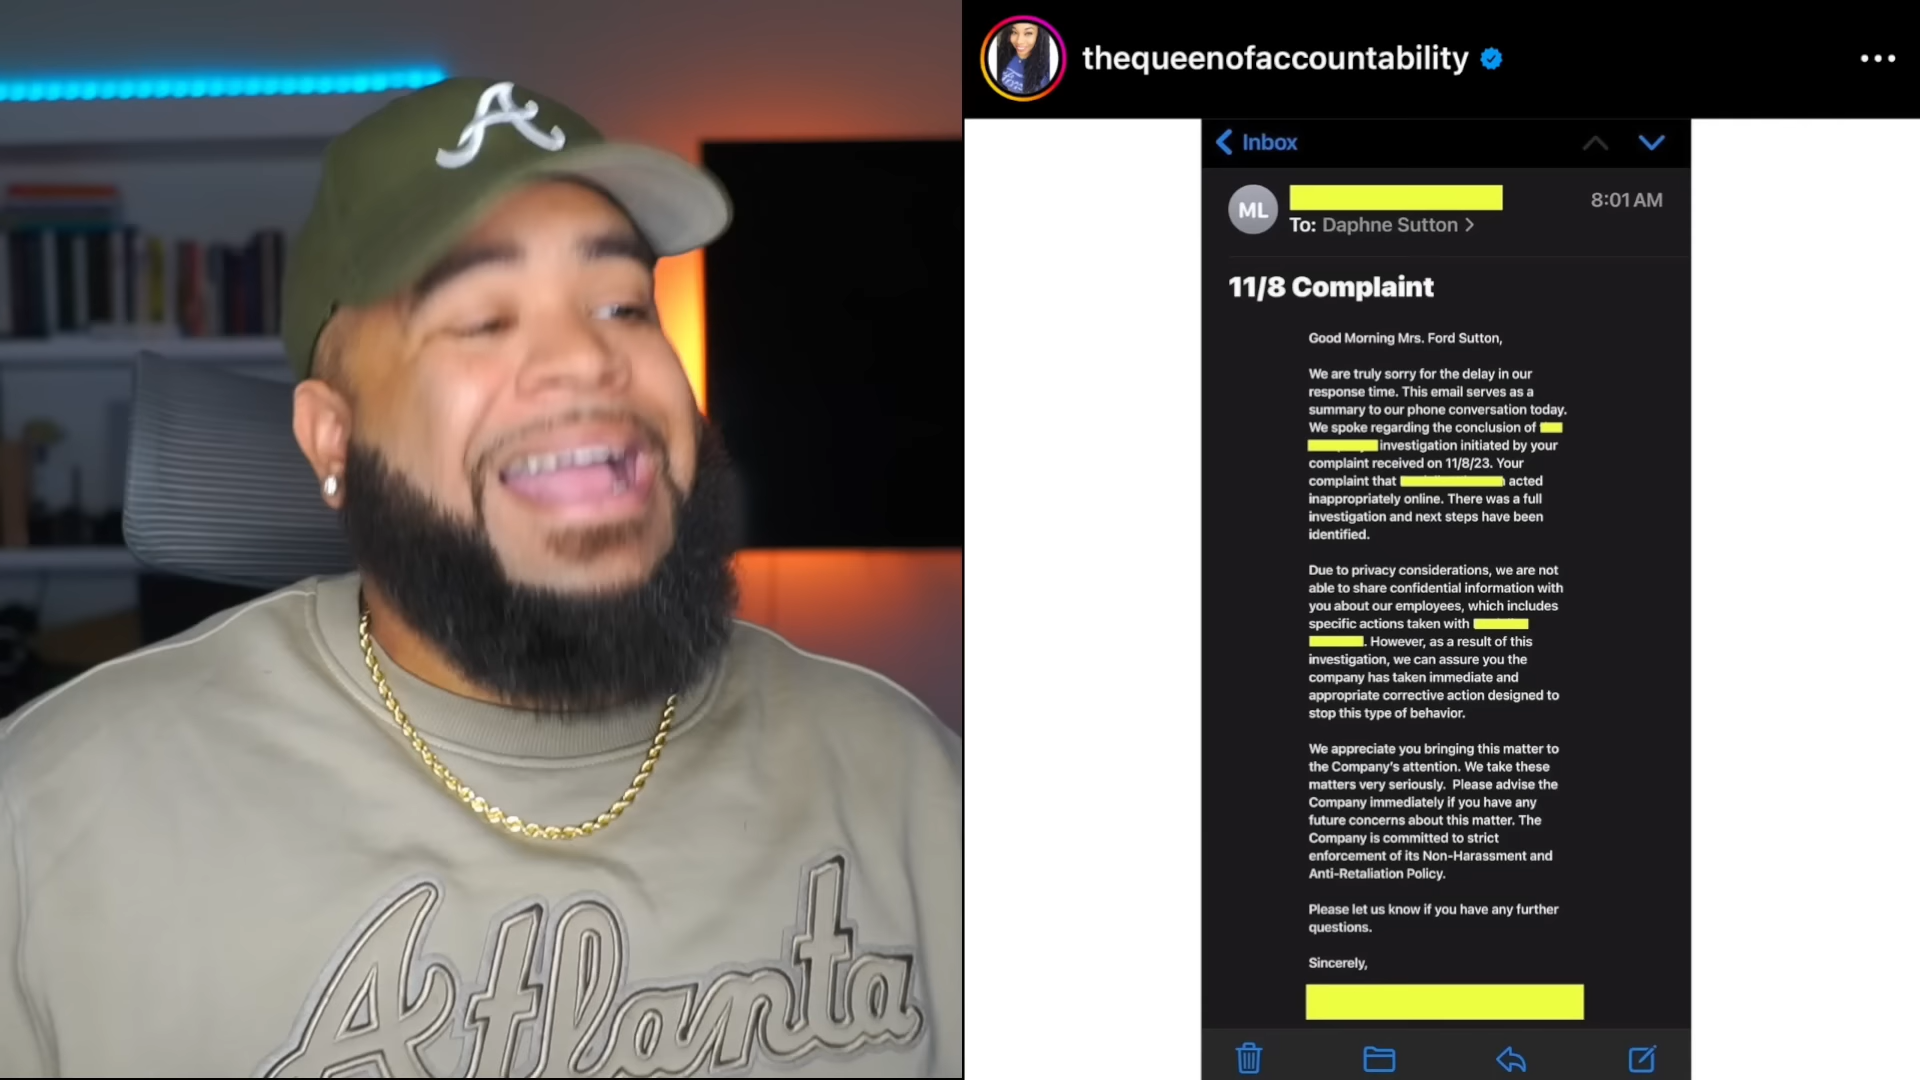 A
Atlanta
thequeenofaccountability
Inbox
ML
8:01 AM
To: Daphne Sutton
11/8 Complaint
Good Morning Mrs. Ford Sutton,
We are truly sorry for the delay in our
response time. This email serves as a
summary to our phone conversation today.
We spoke regarding the conclusion of
investigation initiated by your
complaint received on 11/8/23. Your
complaint that acted
inappropriately online. There was a full
investigation and next steps have been
identified.
Due to privacy considerations, we are not
able to share confidential information with
you about our employees, which includes
specific actions taken with
. However, as a result of this
investigation, we can assure you the
company has taken immediate and
appropriate corrective action designed to
stop this type of behavior.
We appreciate you bringing this matter to
the Company's attention. We take these
matters very seriously. Please advise the
Company immediately if you have any
future concerns about this matter. The
Company is committed to strict
enforcement of its Non-Harassment and
Anti-Retaliation Policy.
Please let us know if you have any further
questions.
Sincerely,